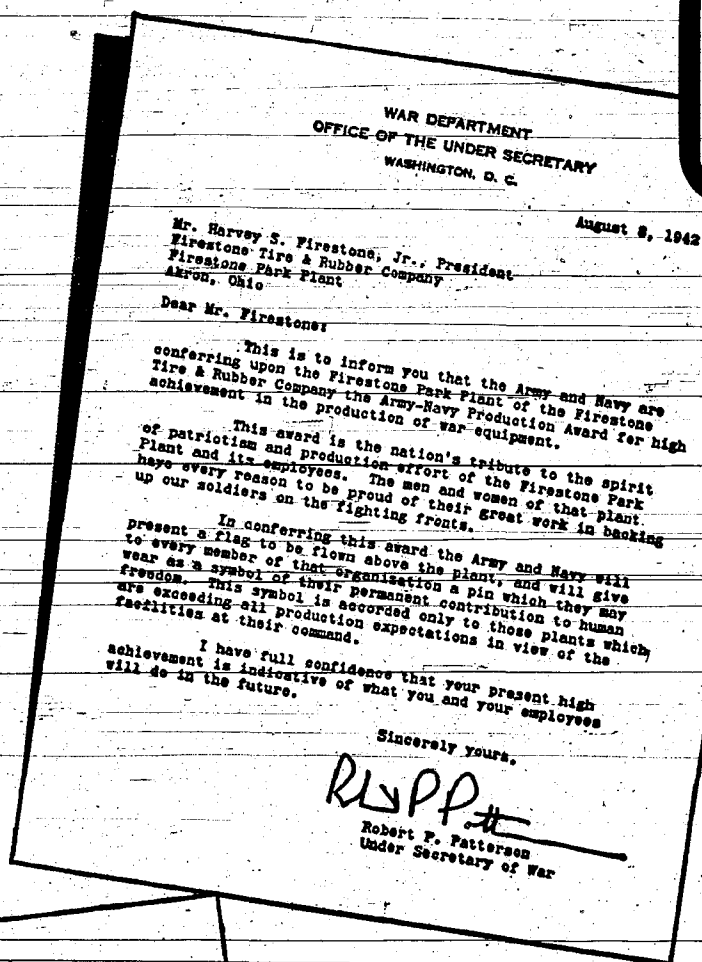 WAR DEPARTMENT
OFFICE OF THE UNDER SECRETARY
WASHINGTON, D. C.
August 1942
Mr. Harvey S. Firestone, Jr., President
Firestone Tire & Rubber Company
Firestone Park Plant
Akron, Ohio
Dear Mr. Firestone:
This is to inform you that the Army and Navy are
conferring upon the Firestone Park Plant of the Firestone
Tire & Rubber Company the Army-Navy Production Award for high
achievement in the production of war equipment.
This award is the nation's tribute to the spirit
of patriotism and production effort of the Firestone Park
Plant and its employees. The men and women of that plant
have every reason to be proud of their great work in backing
up our soldiers on the fighting fronts.
In conferring this award the Army and Navy will
present a flag to be flown above the plant, and will give
to every member of that organization a pin which they may
wear as a symbol of their permanent contribution to human
freedom. This symbol is accorded only to those plants which
are exceeding all production expectations in view of the
facilities at their command.
I have full confidence that your present high
achievement is indicative of what you and your employees
will do in the future.
Sincerely yours,
Robert P. Patterson
Under Secretary of War